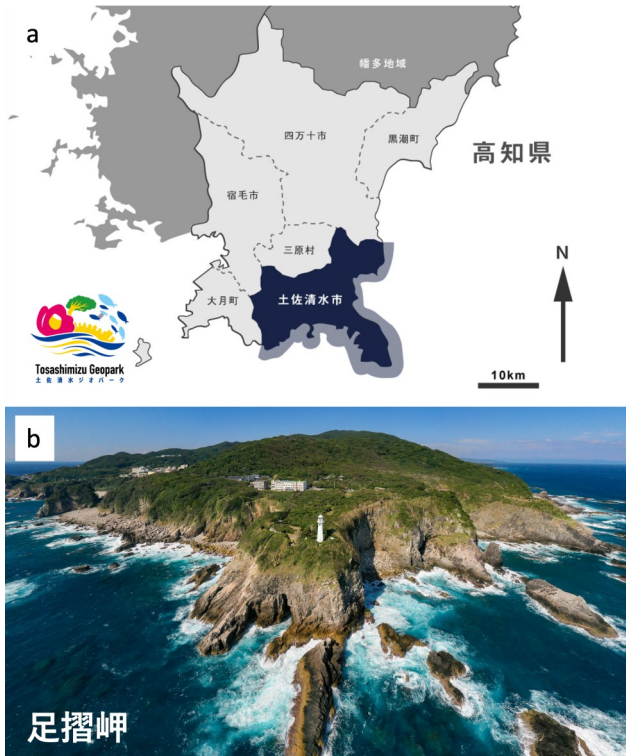 a
幡多地域
四万十市
黒潮町
高知県
宿毛市
三原村
N
大月町
土佐清水市
Tosashimizu Geopark
土佐清水ジオパーク
10km
b
足摺岬